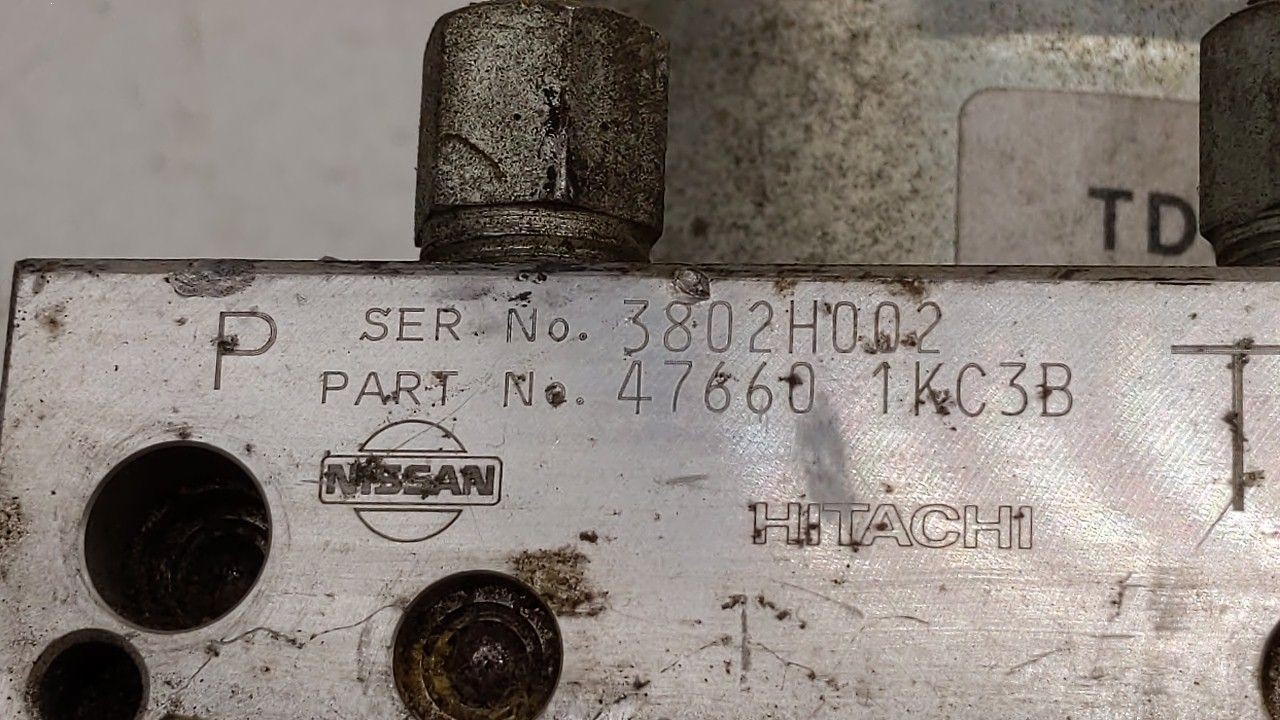 TD
P
SER No. 3802H002
PART No. 47660 1KC3B
T
NISSAN
HITACHI